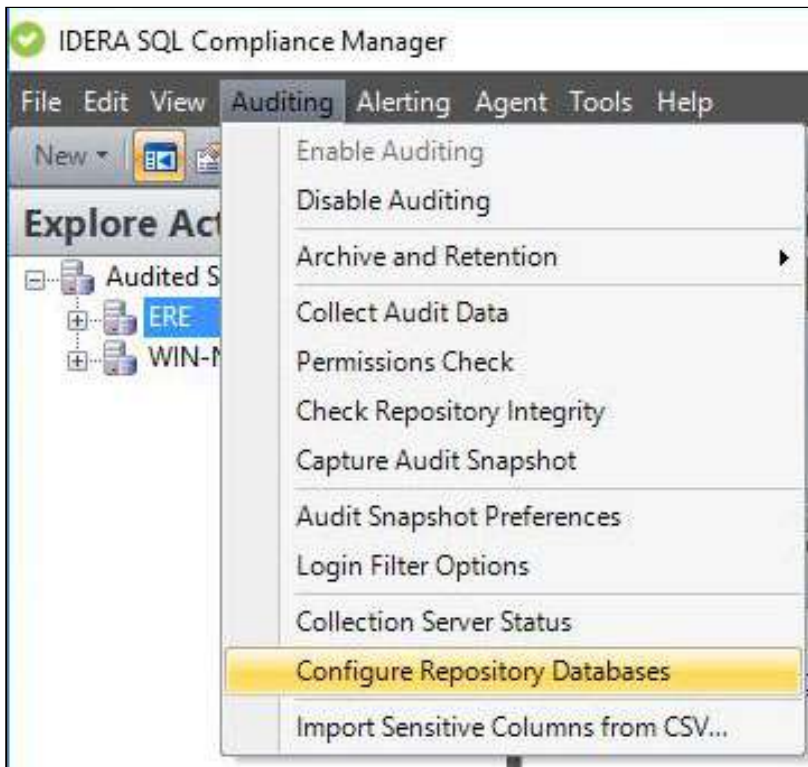 IDERA SQL Compliance Manager
File Edit View Auditing Alerting Agent Tools Help
New
Explore Act
Audited S
ERE
WIN-N
Enable Auditing
Disable Auditing
Archive and Retention
Collect Audit Data
Permissions Check
Check Repository Integrity
Capture Audit Snapshot
Audit Snapshot Preferences
Login Filter Options
Collection Server Status
Configure Repository Databases
Import Sensitive Columns from CSV...